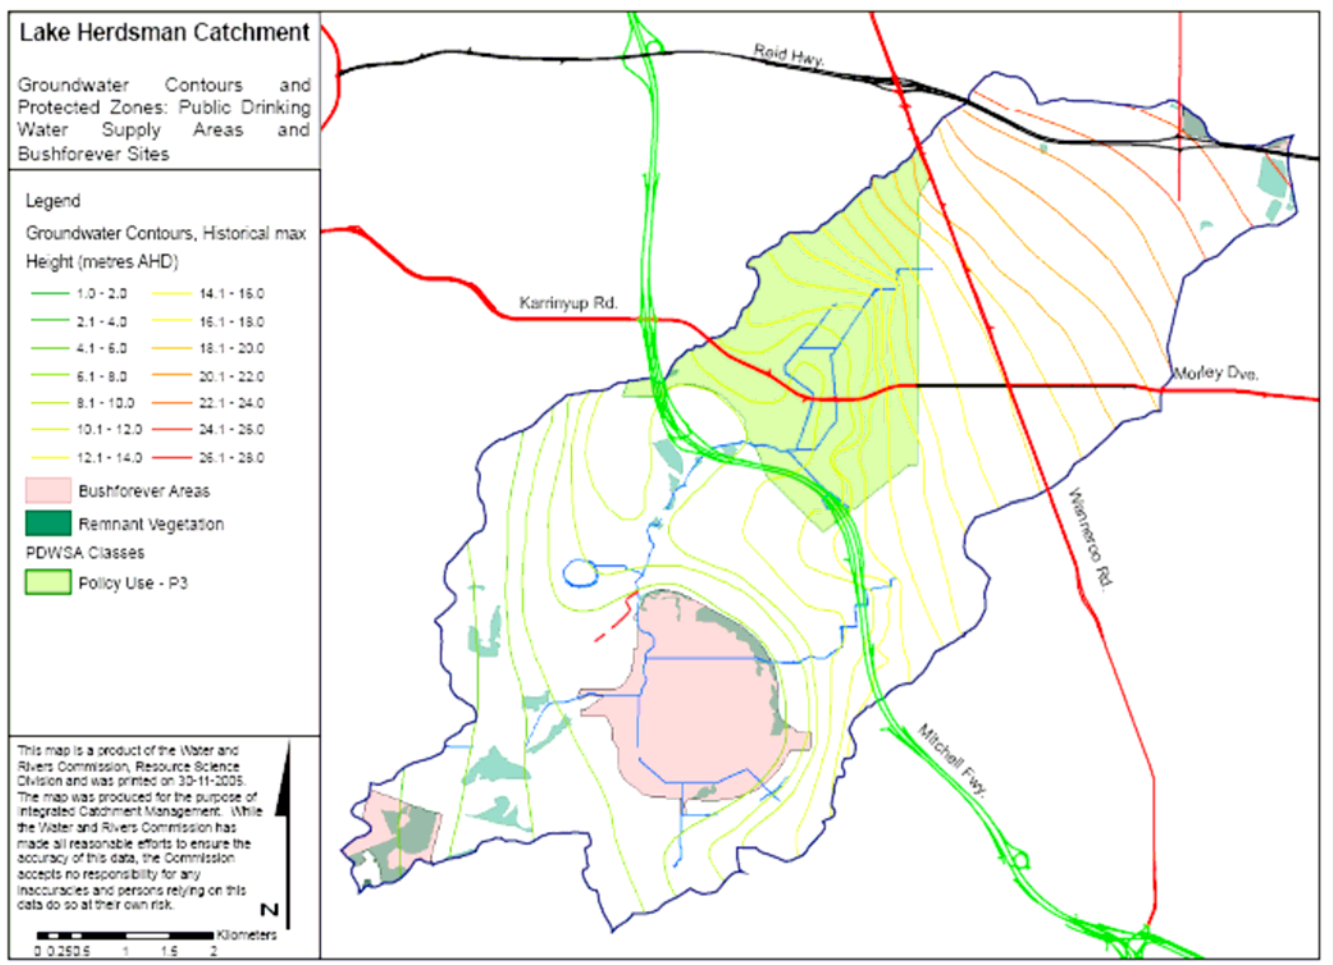 Lake Herdsman Catchment
Groundwater Contours and
Protected Zones: Public Drinking
Water Supply Areas and
Bushforever Sites
Legend
Groundwater Contours, Historical max
Height (metres AHD)
1.0 - 2.0 14.1 - 16.0
2.1 - 4.0 16.1 - 18.0
4.1 - 6.0 18.1 - 20.0
6.1 - 8.0 20.1 - 22.0
8.1 - 10.0 22.1 - 24.0
10.1 - 12.0 24.1 - 26.0
12.1 - 14.0 26.1 - 28.0
Bushforever Areas
Remnant Vegetation
PDWSA Classes
Policy Use - P3
This map is a product of the Water and
Rivers Commission, Resource Science
Division and was printed on 30-11-2005.
The map was produced for the purpose of
Integrated Catchment Management. While
the Water and Rivers Commission has
made all reasonable efforts to ensure the
accuracy of this data, the Commission
accepts no responsibility for any
inaccuracies and persons relying on this
data do so at their own risk.
N
Kilometers
0 0.25 0.5 1 1.5 2
Reid Hwy.
Karrinyup Rd.
Morley Dve.
Wanneroo Rd.
Mitchell Fwy.